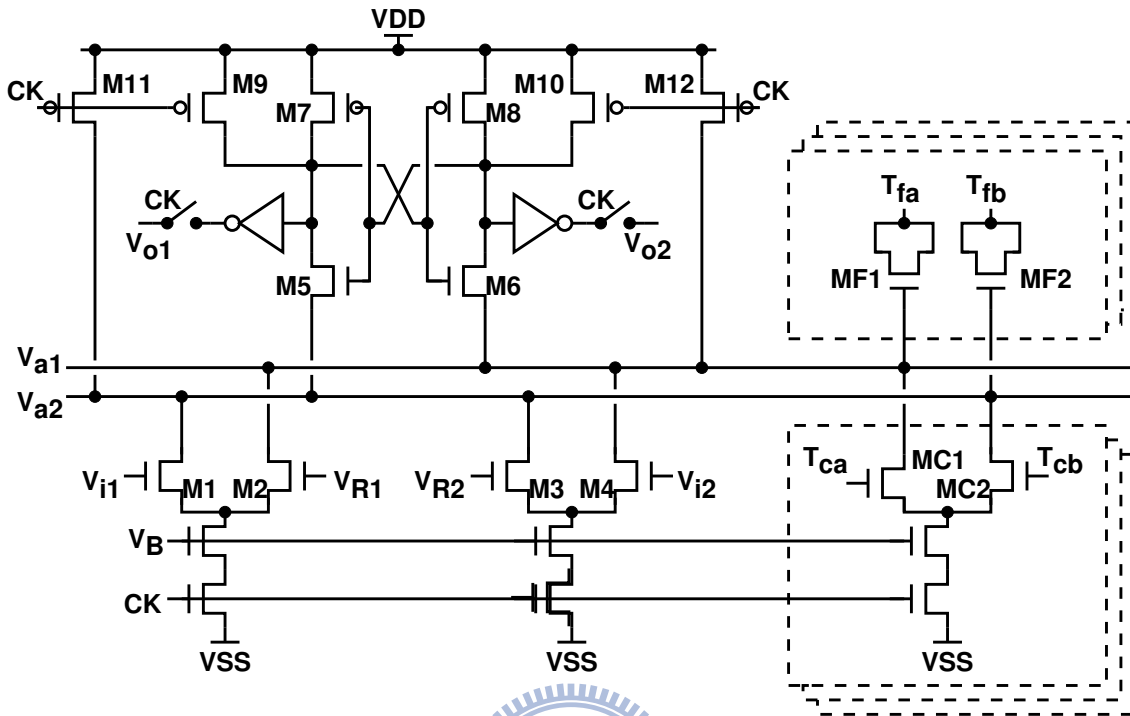 VDD
CK M11 M9 M7 M8 M10 M12 CK
CK CK
Vo1 Vo2
M5 M6
Tfa Tfb
MF1 MF2
Va1
Va2
Vi1 M1 M2 VR1 VR2 M3 M4 Vi2
Tca MC1 MC2 Tcb
VB
CK
VSS VSS VSS